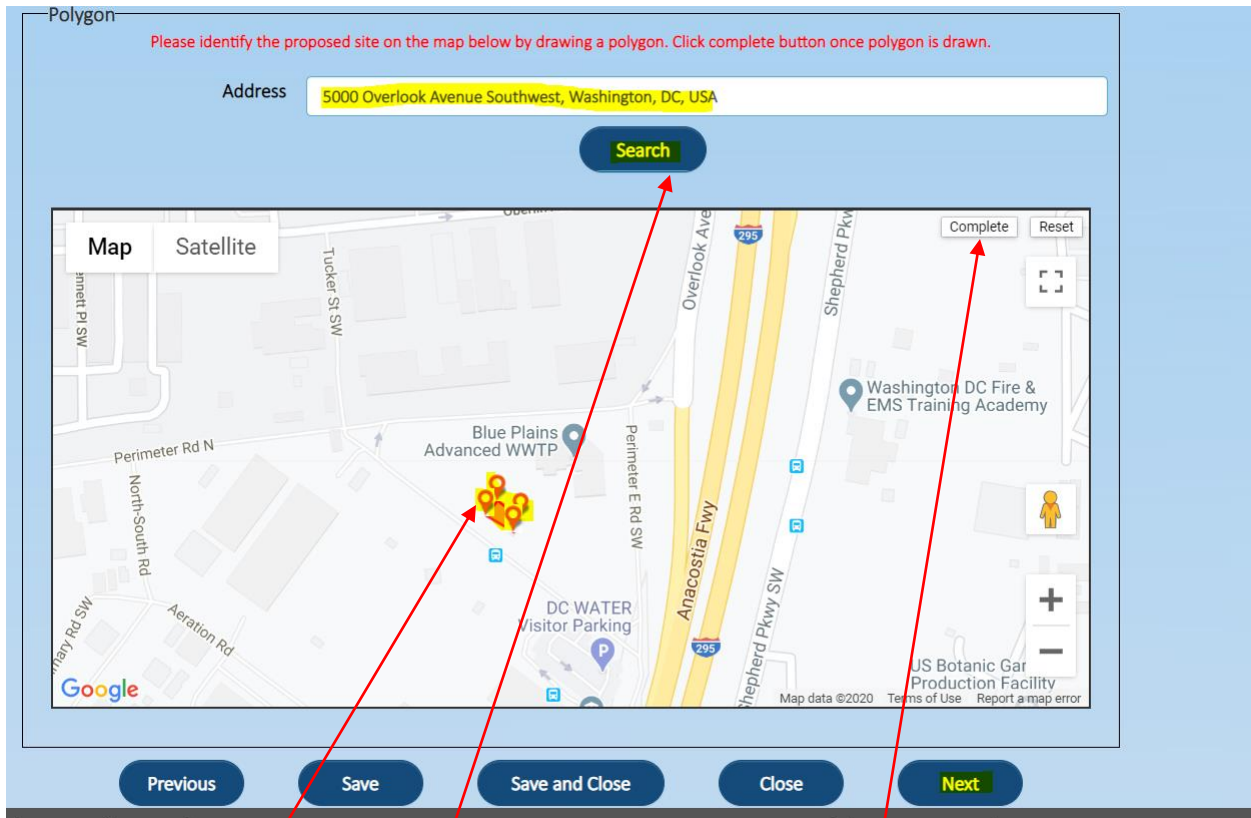 Polygon
Please identify the proposed site on the map below by drawing a polygon. Click complete button once polygon is drawn.
Address
5000 Overlook Avenue Southwest, Washington, DC, USA
Search
Map
Satellite
Complete
Reset
Tucker St SW
Overlook Ave
295
Shepherd Pkw
Washington DC Fire &
EMS Training Academy
Blue Plains
Advanced WWTP
Perimeter Rd N
Perimeter E Rd SW
North-South Rd
Anacostia Fwy
Aeration Rd
DC WATER
Visitor Parking
P
Shepherd Pkwy SW
295
US Botanic Gar
Production Facility
Google
Map data ©2020
Terms of Use
Report a map error
Previous
Save
Save and Close
Close
Next